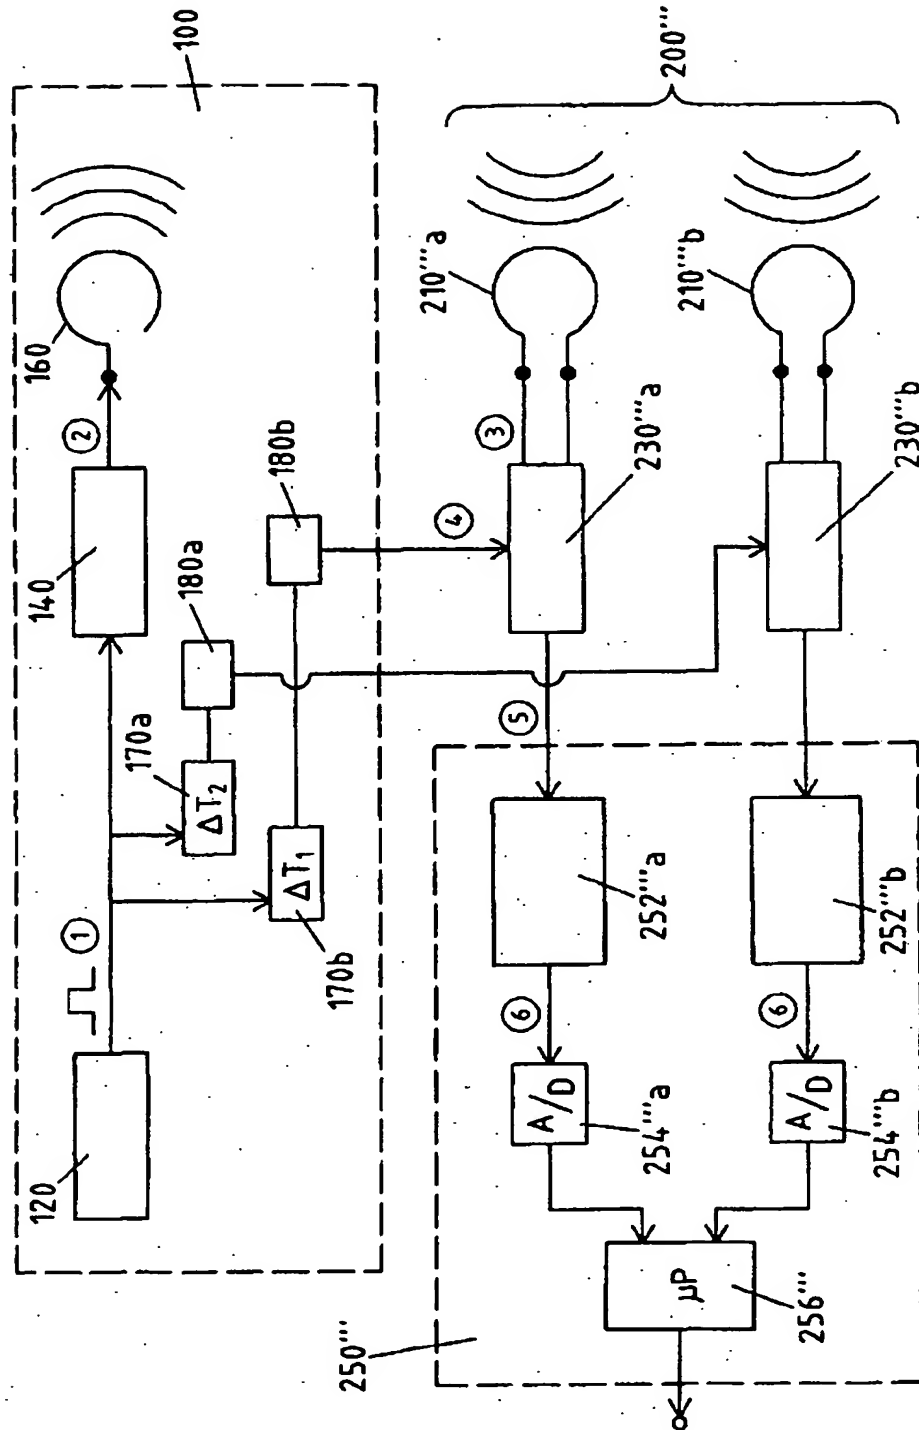 120
①
170b
ΔT₁
170a
ΔT₂
140
180a
180b
②
160
100
250'''
µP
256'''
A/D
254'''a
⑥
252'''a
⑤
④
③
230'''a
210'''a
200'''
A/D
254'''b
⑥
252'''b
230'''b
210'''b